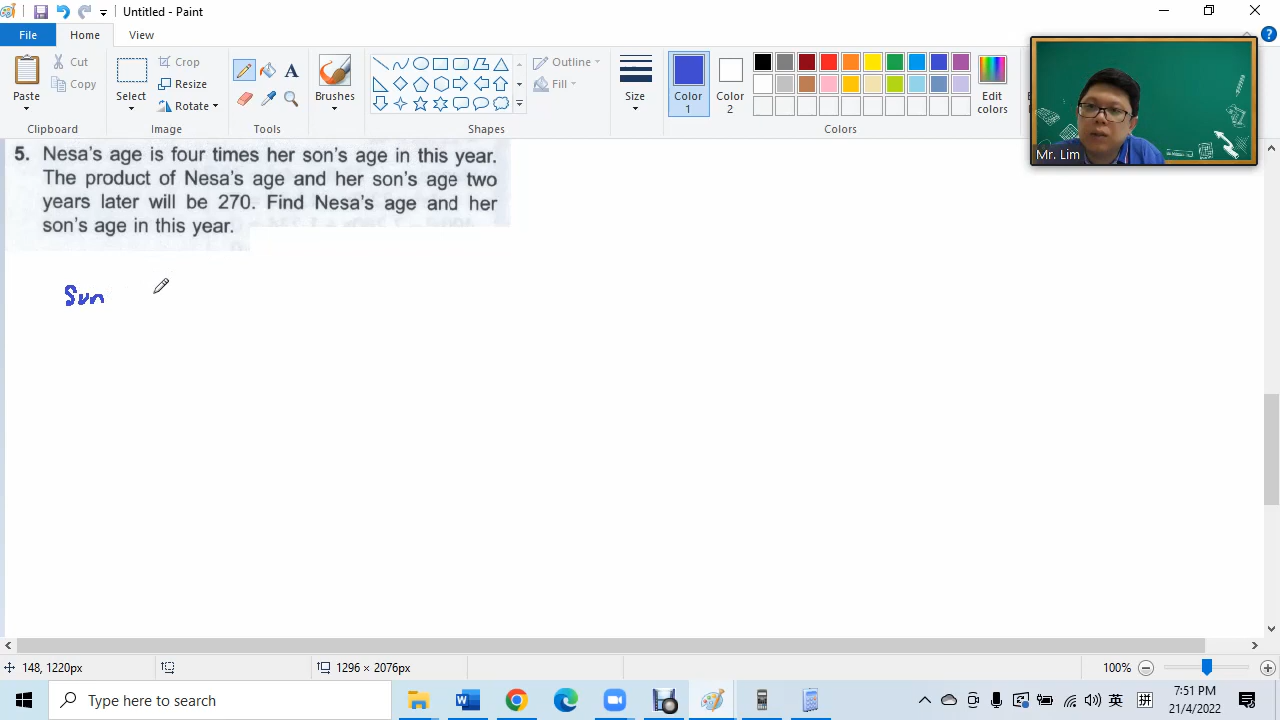 Untitled - Paint
File
Home
View
Paste
Cut
Copy
Clipboard
Select
Crop
Resize
Rotate
Image
A
Tools
Brushes
Outline
Fill
Shapes
Size
Color 1
Color 2
Edit colors
Colors
?
Mr. Lim
5. Nesa's age is four times her son's age in this year.
The product of Nesa's age and her son's age two
years later will be 270. Find Nesa's age and her
son's age in this year.
Son
148, 1220px
1296 × 2076px
100%
Type here to search
英
拼
7:51 PM
21/4/2022